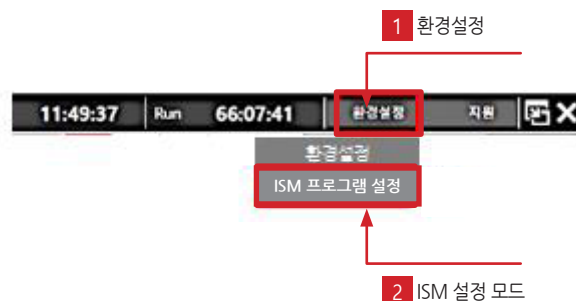 1 환경설정
11:49:37 Run 66:07:41 환경설정 지원
환경설정
ISM 프로그램 설정
2 ISM 설정 모드